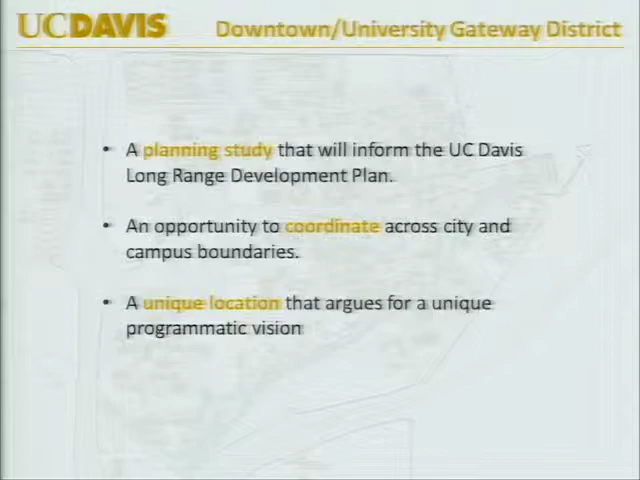 UCDAVIS
Downtown/University Gateway District
• A planning study that will inform the UC Davis
Long Range Development Plan.
• An opportunity to coordinate across city and
campus boundaries.
• A unique location that argues for a unique
programmatic vision